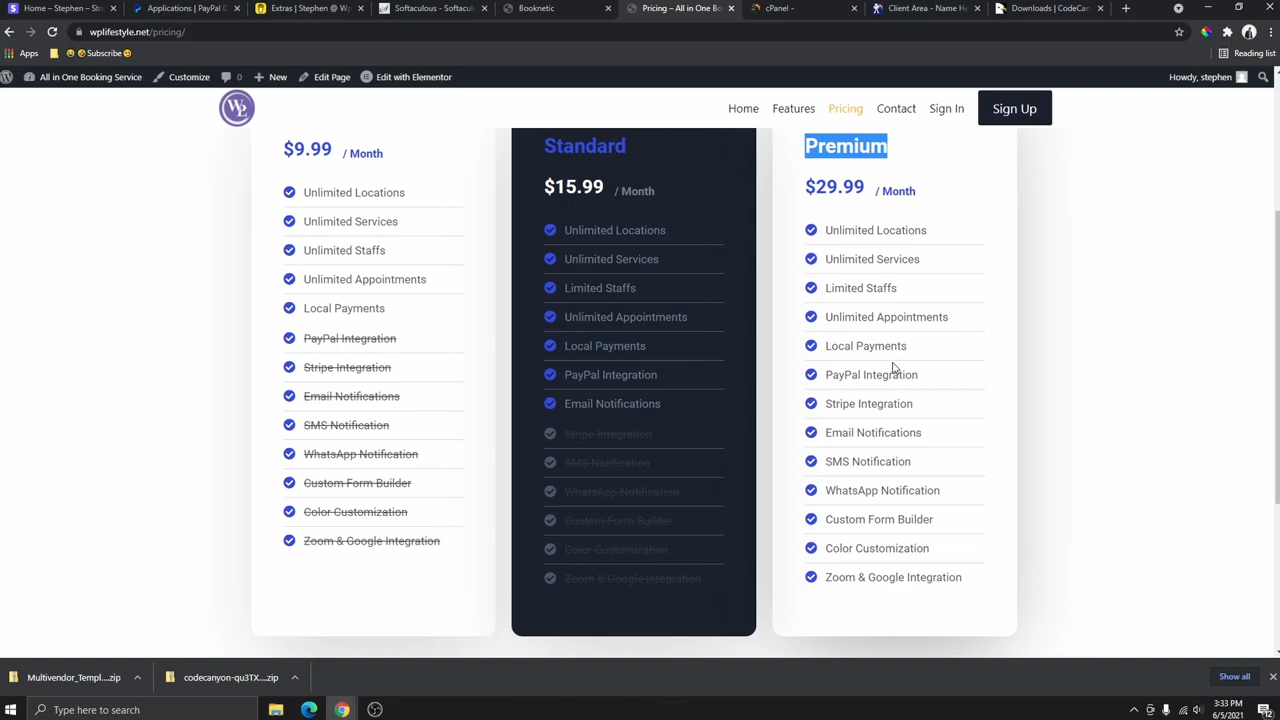 Home – Stephen – Strip
Applications | PayPal D
Extras | Stephen @ Wp
Softaculous - Softacul
Booknetic
Pricing – All in One Bo
cPanel -
Client Area - Name He
Downloads | CodeCan
wplifestyle.net/pricing/
Apps
Subscribe
Reading list
All in One Booking Service
Customize
0
New
Edit Page
Edit with Elementor
Howdy, stephen
WPL
Home
Features
Pricing
Contact
Sign In
Sign Up
$9.99 / Month
Unlimited Locations
Unlimited Services
Unlimited Staffs
Unlimited Appointments
Local Payments
PayPal Integration
Stripe Integration
Email Notifications
SMS Notification
WhatsApp Notification
Custom Form Builder
Color Customization
Zoom & Google Integration
Standard
$15.99 / Month
Unlimited Locations
Unlimited Services
Limited Staffs
Unlimited Appointments
Local Payments
PayPal Integration
Email Notifications
Stripe Integration
SMS Notification
WhatsApp Notification
Custom Form Builder
Color Customization
Zoom & Google Integration
Premium
$29.99 / Month
Unlimited Locations
Unlimited Services
Limited Staffs
Unlimited Appointments
Local Payments
PayPal Integration
Stripe Integration
Email Notifications
SMS Notification
WhatsApp Notification
Custom Form Builder
Color Customization
Zoom & Google Integration
Multivendor_Templ....zip
codecanyon-qu3TX....zip
Show all
Type here to search
3:33 PM
6/5/2021